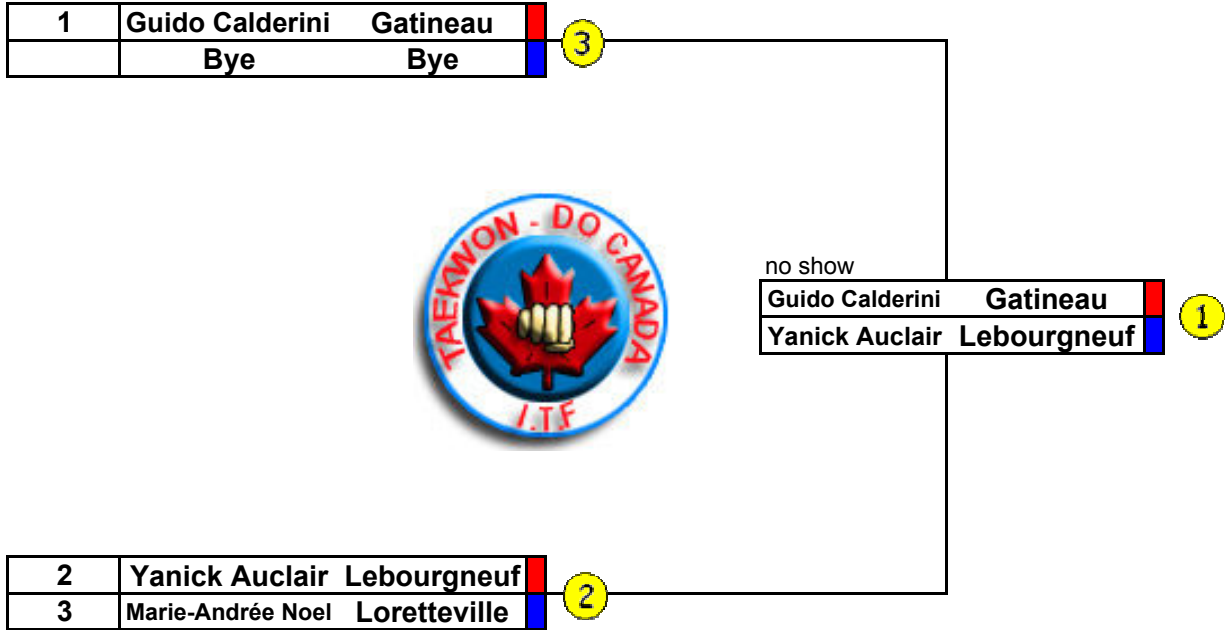 1 Guido Calderini Gatineau
3
Bye Bye
TAEKWON - DO CANADA
I.T.F
no show
Guido Calderini Gatineau
1
Yanick Auclair Lebourgneuf
2 Yanick Auclair Lebourgneuf
2
3 Marie-Andrée Noel Loretteville